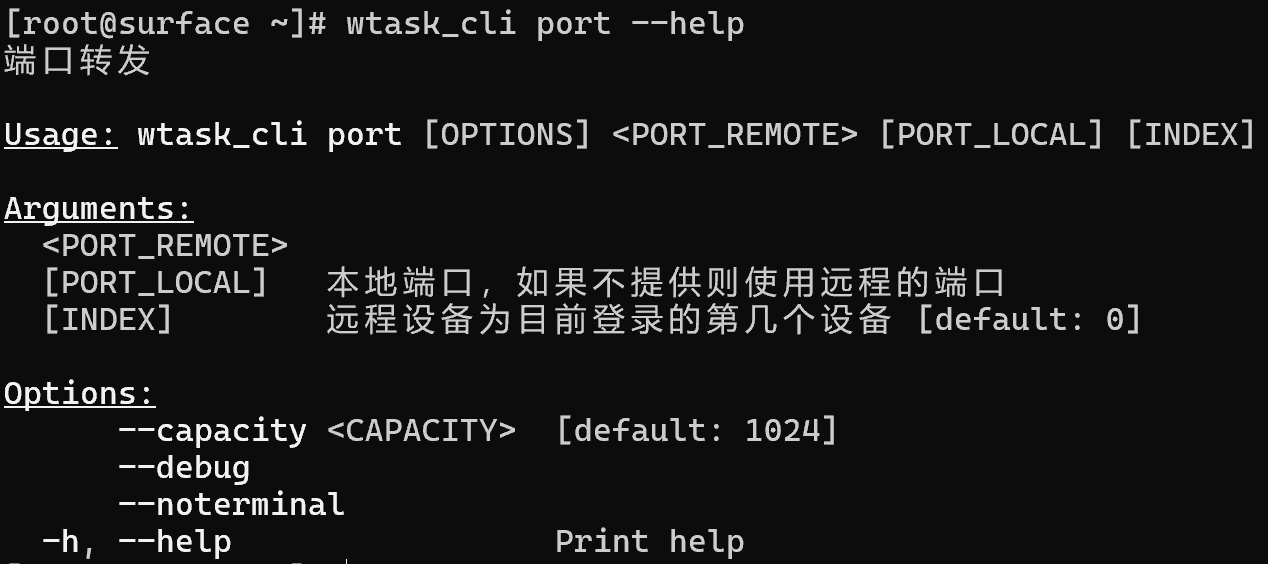 [root@surface ~]# wtask_cli port --help
端口转发
Usage: wtask_cli port [OPTIONS] <PORT_REMOTE> [PORT_LOCAL] [INDEX]
Arguments:
<PORT_REMOTE>
[PORT_LOCAL] 本地端口，如果不提供则使用远程的端口
[INDEX] 远程设备为目前登录的第几个设备 [default: 0]
Options:
--capacity <CAPACITY> [default: 1024]
--debug
--noterminal
-h, --help Print help